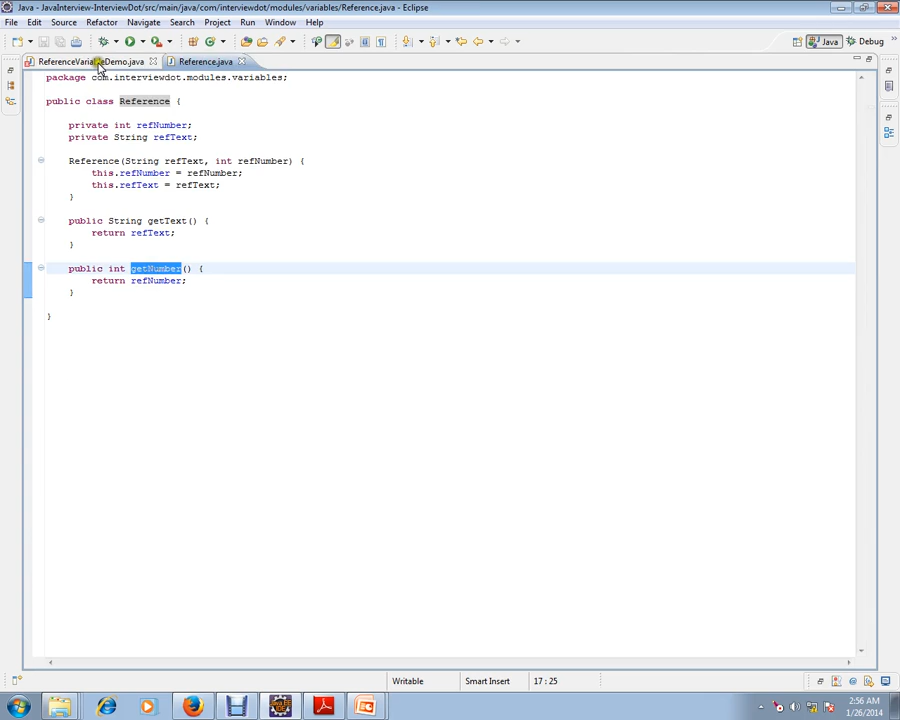 Java - JavaInterview-InterviewDot/src/main/java/com/interviewdot/modules/variables/Reference.java - Eclipse
File Edit Source Refactor Navigate Search Project Run Window Help
Java Debug
ReferenceVariableDemo.java Reference.java
package com.interviewdot.modules.variables;
public class Reference {
private int refNumber;
private String refText;
Reference(String refText, int refNumber) {
this.refNumber = refNumber;
this.refText = refText;
}
public String getText() {
return refText;
}
public int getNumber() {
return refNumber;
}
}
Writable Smart Insert 17 : 25
2:56 AM
1/26/2014